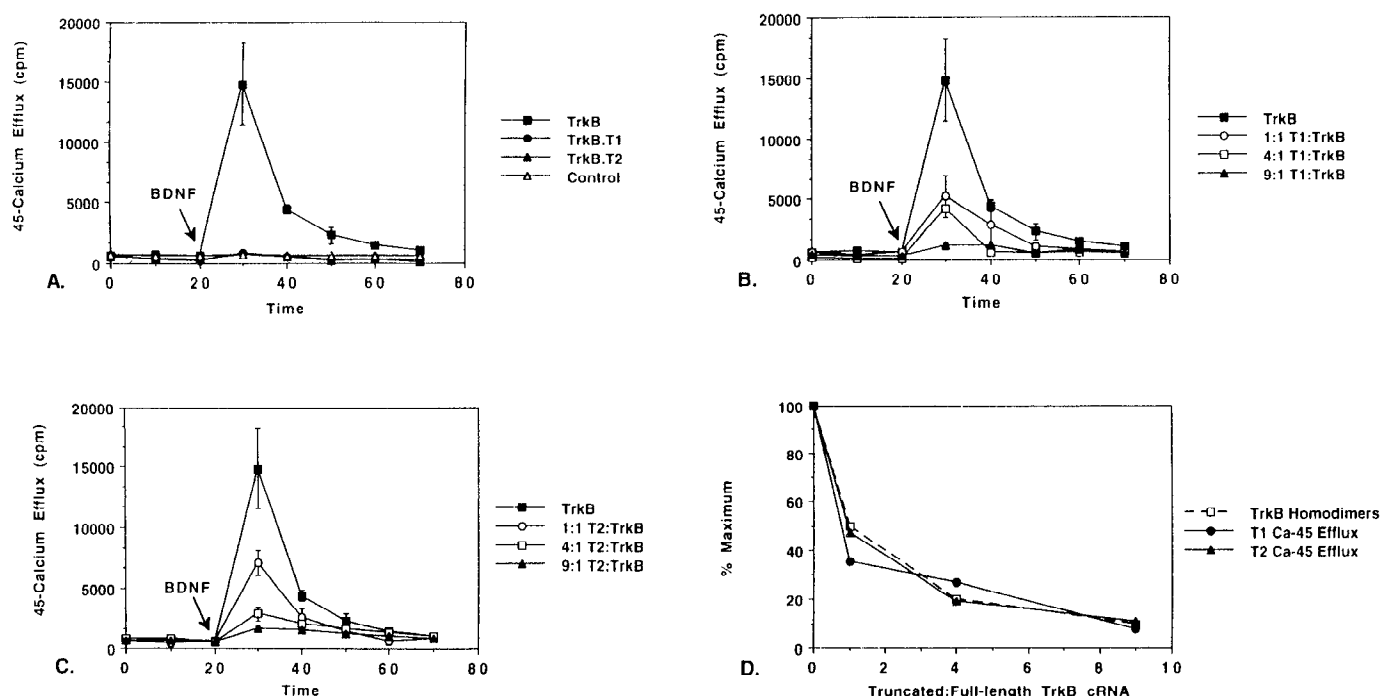 20000
15000
10000
5000
0
45-Calcium Efflux (cpm)
BDNF
0 20 40 60 80
Time
A.
TrkB
TrkB.T1
TrkB.T2
Control
20000
15000
10000
5000
0
45-Calcium Efflux (cpm)
BDNF
0 20 40 60 80
Time
B.
TrkB
1:1 T1:TrkB
4:1 T1:TrkB
9:1 T1:TrkB
20000
15000
10000
5000
0
45-Calcium Efflux (cpm)
BDNF
0 20 40 60 80
Time
C.
TrkB
1:1 T2:TrkB
4:1 T2:TrkB
9:1 T2:TrkB
100
80
60
40
20
0
% Maximum
0 2 4 6 8 10
Truncated:Full-length TrkB cRNA
D.
TrkB Homodimers
T1 Ca-45 Efflux
T2 Ca-45 Efflux